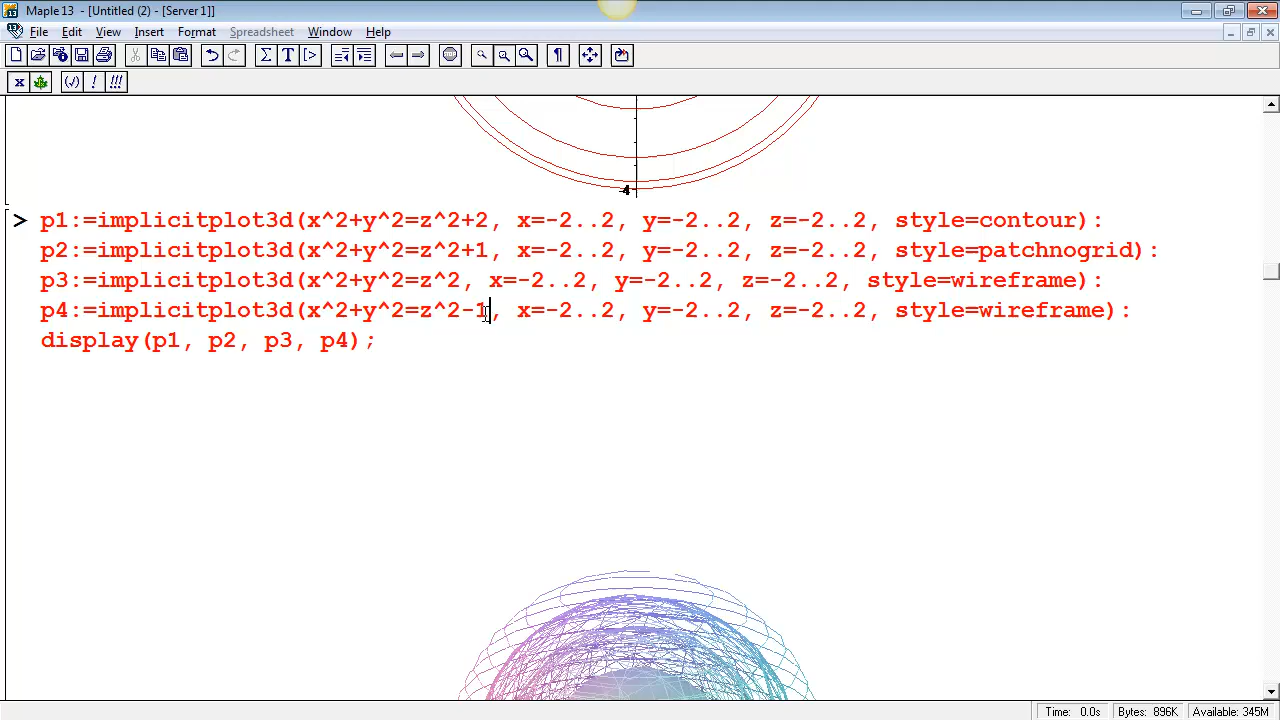 Maple 13 - [Untitled (2) - [Server 1]]
File Edit View Insert Format Spreadsheet Window Help
-4
> p1:=implicitplot3d(x^2+y^2=z^2+2, x=-2..2, y=-2..2, z=-2..2, style=contour):
p2:=implicitplot3d(x^2+y^2=z^2+1, x=-2..2, y=-2..2, z=-2..2, style=patchnogrid):
p3:=implicitplot3d(x^2+y^2=z^2, x=-2..2, y=-2..2, z=-2..2, style=wireframe):
p4:=implicitplot3d(x^2+y^2=z^2-1, x=-2..2, y=-2..2, z=-2..2, style=wireframe):
display(p1, p2, p3, p4);
Time: 0.0s Bytes: 896K Available: 345M